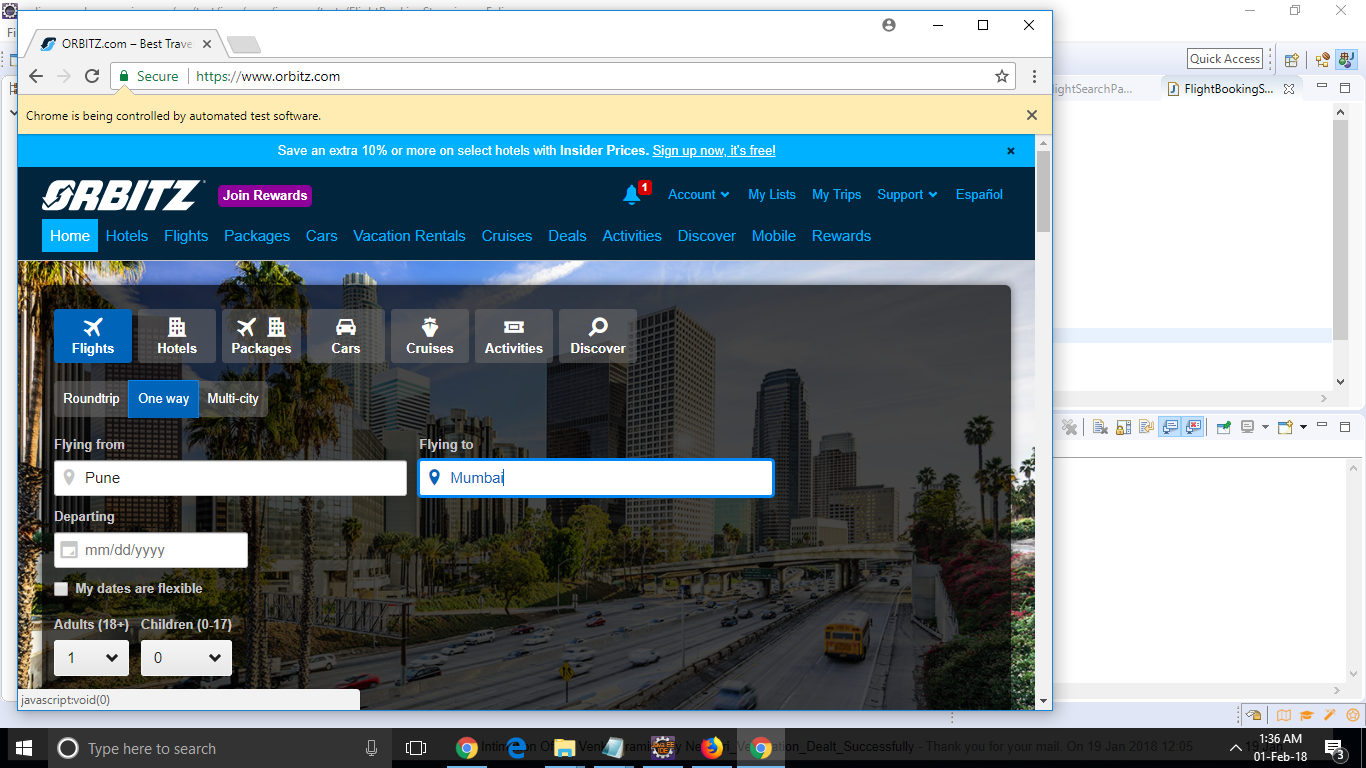 ORBITZ.com – Best Trave
Quick Access
Secure
https://www.orbitz.com
FlightBookingS...
Chrome is being controlled by automated test software.
Save an extra 10% or more on select hotels with Insider Prices. Sign up now, it's free!
ORBITZ
Join Rewards
1
Account
My Lists
My Trips
Support
Español
Home
Hotels
Flights
Packages
Cars
Vacation Rentals
Cruises
Deals
Activities
Discover
Mobile
Rewards
Flights
Hotels
Packages
Cars
Cruises
Activities
Discover
Roundtrip
One way
Multi-city
Flying from
Flying to
Pune
Mumbai
Departing
mm/dd/yyyy
My dates are flexible
Adults (18+)
Children (0-17)
1
0
javascript:void(0)
Type here to search
Dealt_Successfully - Thank you for your mail. On 19 Jan 2018 12:05
19 Jan
1:36 AM
01-Feb-18
3